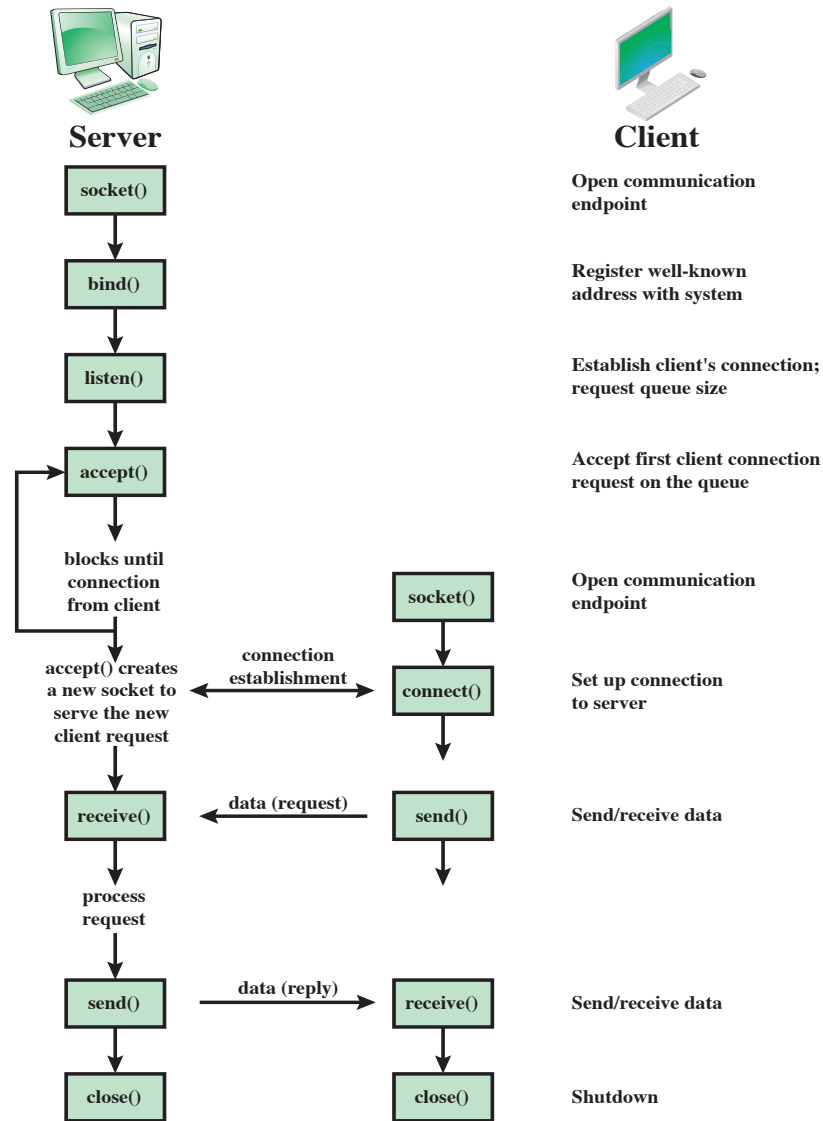 Server
Client
socket()
Open communication
endpoint
bind()
Register well-known
address with system
listen()
Establish client's connection;
request queue size
accept()
Accept first client connection
request on the queue
blocks until
connection
from client
socket()
Open communication
endpoint
accept() creates
a new socket to
serve the new
client request
connection
establishment
connect()
Set up connection
to server
receive()
data (request)
send()
Send/receive data
process
request
send()
data (reply)
receive()
Send/receive data
close()
close()
Shutdown